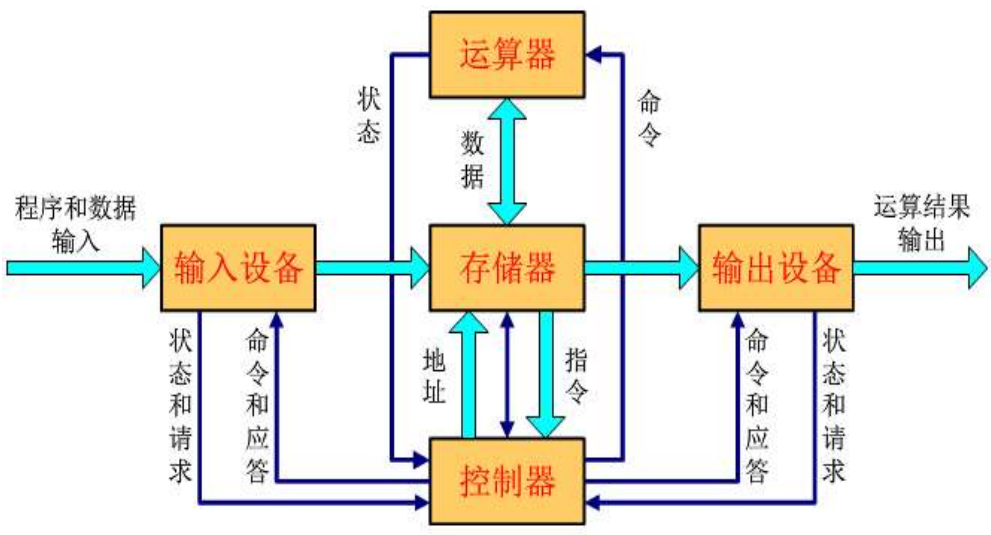 运算器
状态
命令
数据
程序和数据
输入
运算结果
输出
输入设备
存储器
输出设备
状态和请求
命令和应答
地址
指令
命令和应答
状态和请求
控制器